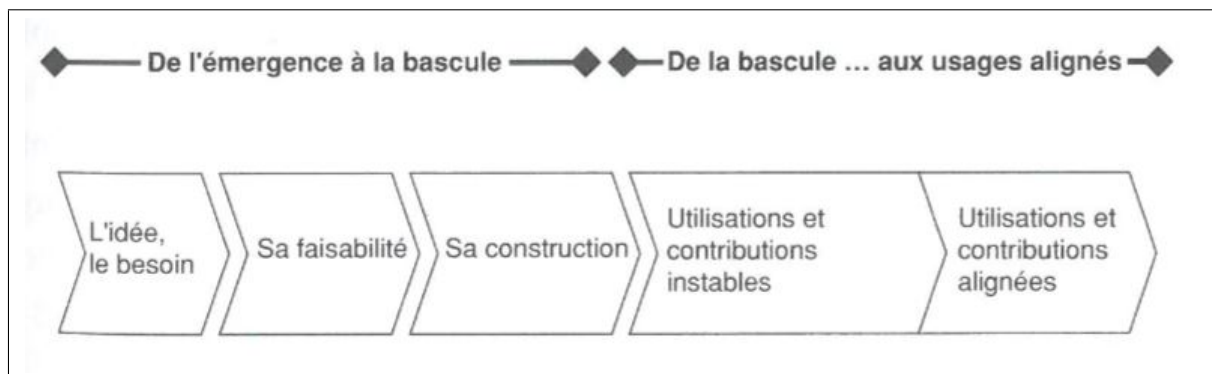 De l'émergence à la bascule
De la bascule ... aux usages alignés
L'idée,
le besoin
Sa faisabilité
Sa construction
Utilisations et
contributions
instables
Utilisations et
contributions
alignées